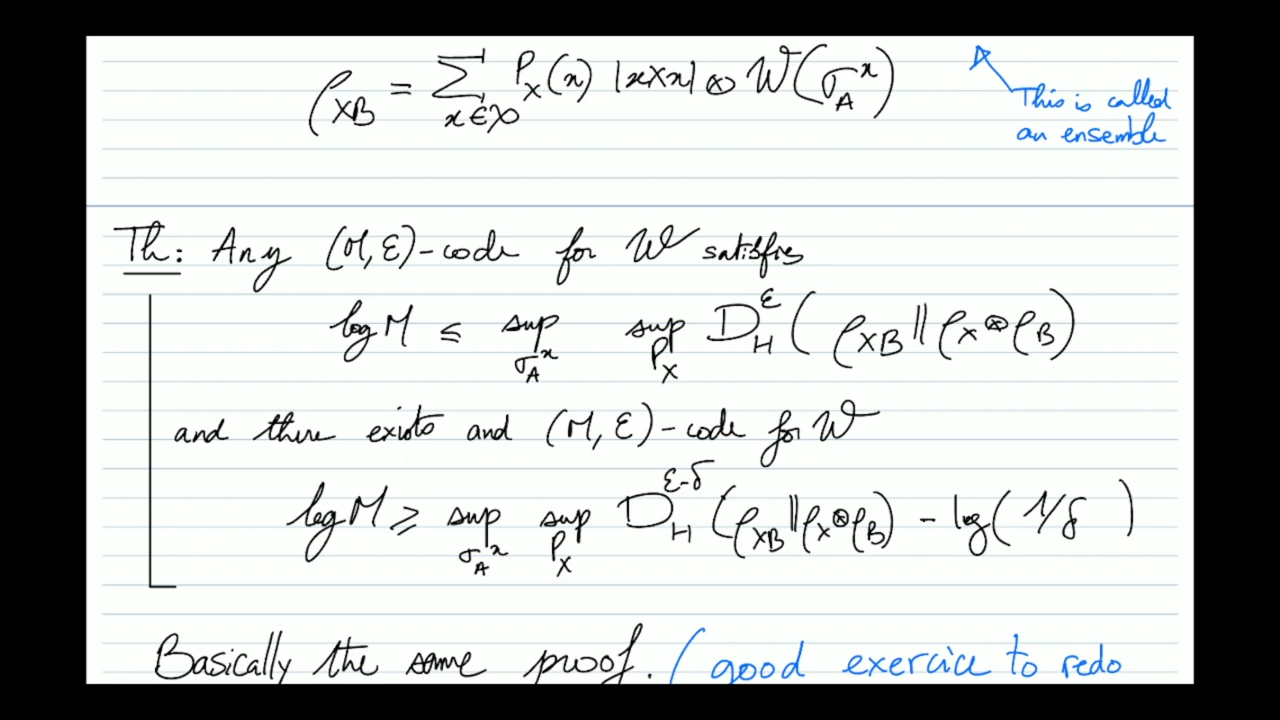 ρ_XB = Σ_{x∈𝒳} P_X(x) |x⟩⟨x| ⊗ W(σ_A^x)
This is called
an ensemble
Th: Any (M,ε)-code for W satisfies
log M ≤ sup_{σ_A^x} sup_{P_X} D_H^ε(ρ_XB || ρ_X⊗ρ_B)
and there exists and (M,ε)-code for W
log M ≥ sup_{σ_A^x} sup_{P_X} D_H^{ε-δ}(ρ_XB || ρ_X⊗ρ_B) - log(1/δ)
Basically the same proof. (good exercice to redo